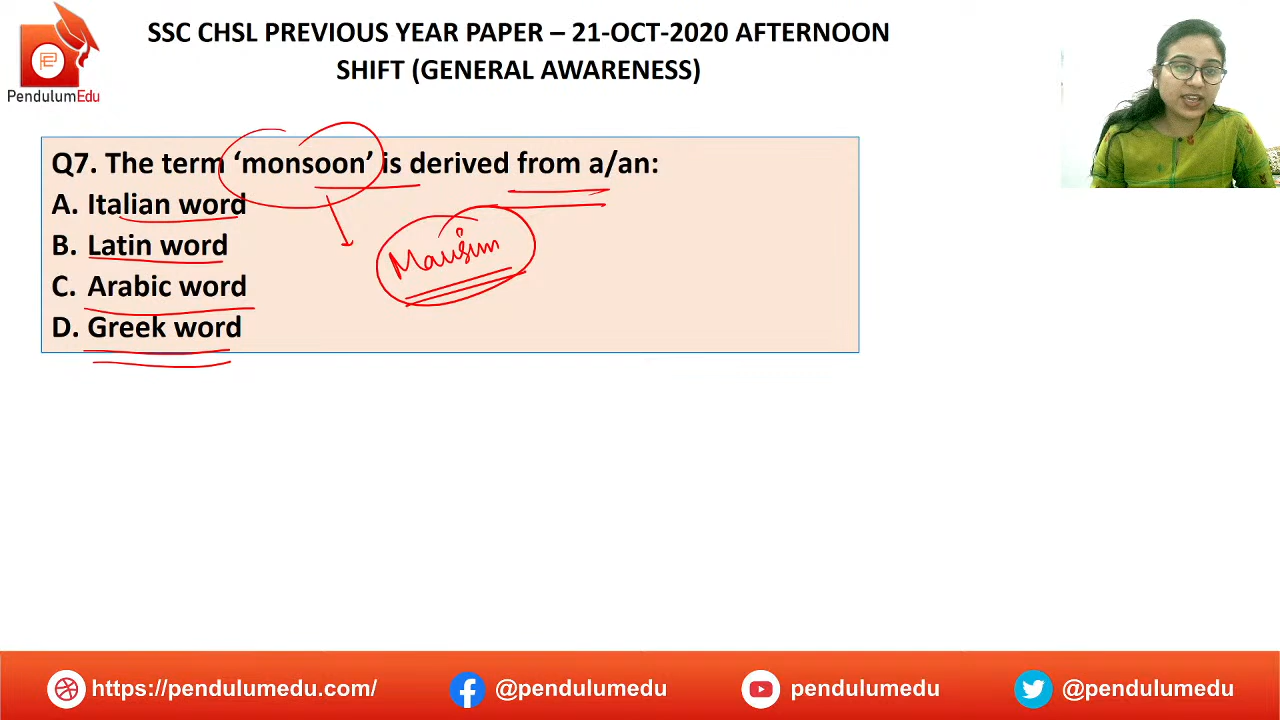 SSC CHSL PREVIOUS YEAR PAPER – 21-OCT-2020 AFTERNOON
SHIFT (GENERAL AWARENESS)
PendulumEdu
Q7. The term ‘monsoon’ is derived from a/an:
A. Italian word
B. Latin word
Mausim
C. Arabic word
D. Greek word
https://pendulumedu.com/
@pendulumedu
pendulumedu
@pendulumedu